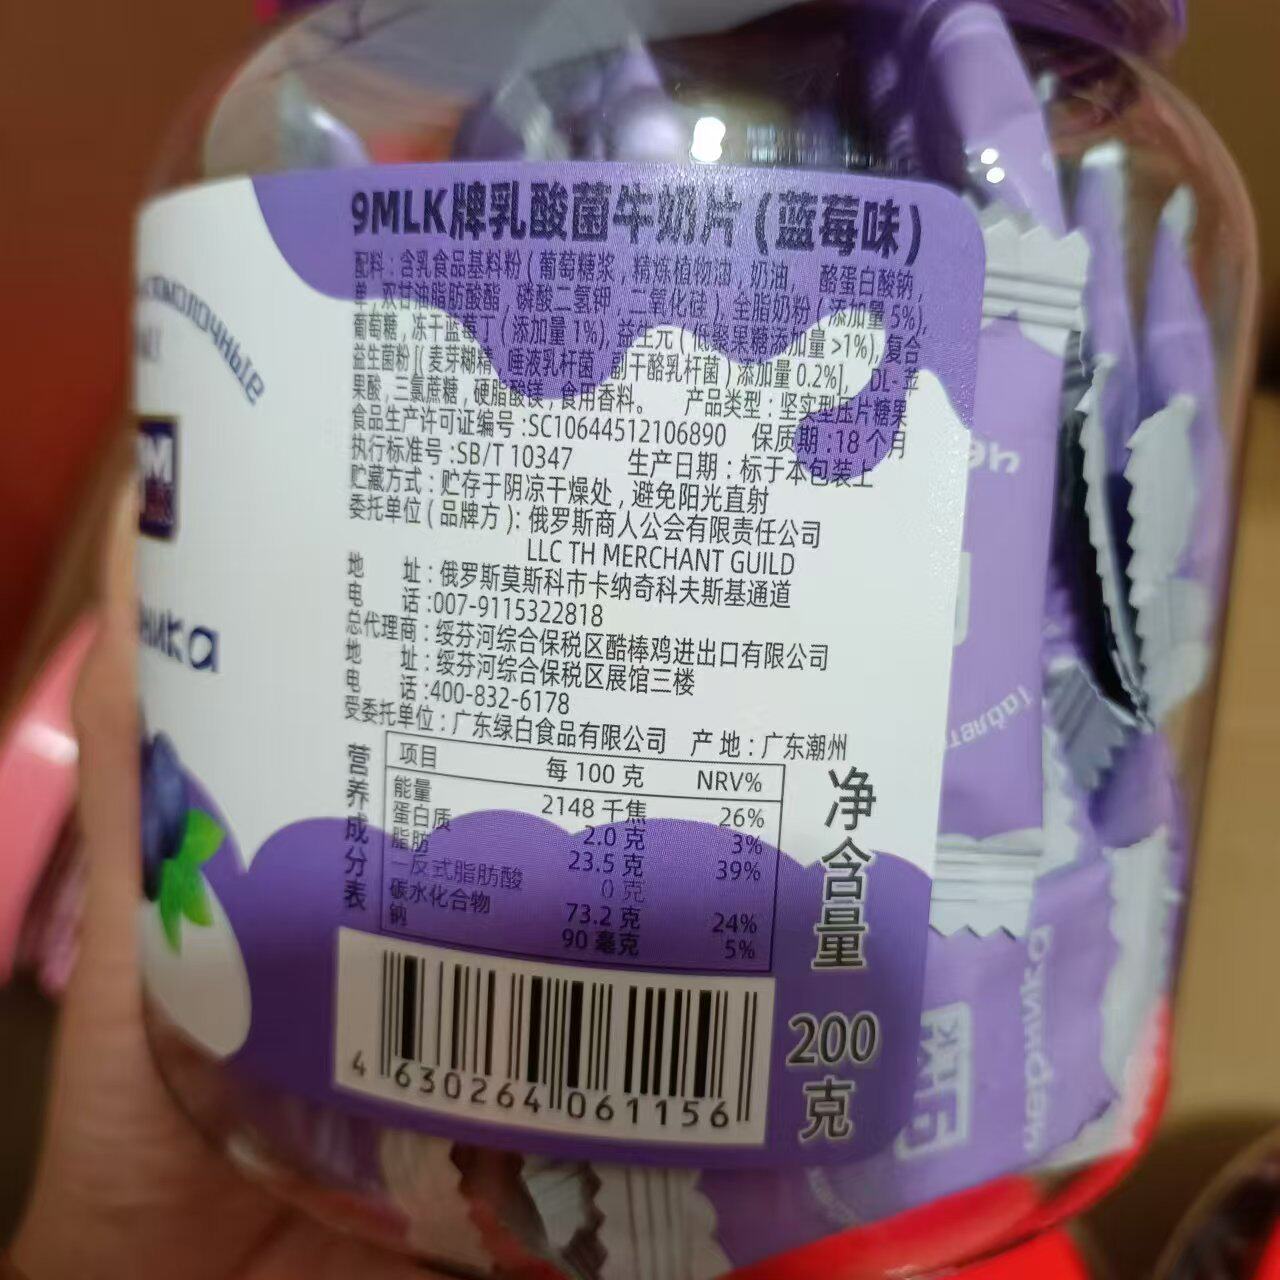 9MLK牌乳酸菌牛奶片(蓝莓味)
配料:含乳食品基料粉(葡萄糖浆,精炼植物油,奶油, 酪蛋白酸钠,
单,双甘油脂肪酸酯,磷酸二氢钾 二氧化硅),全脂奶粉(添加量5%),
葡萄糖,冻干蓝莓丁(添加量1%),益生元(低聚果糖添加量>1%),复合
益生菌粉[(麦芽糊精,唾液乳杆菌,副干酪乳杆菌)添加量0.2%], DL-苹
果酸,三氯蔗糖,硬脂酸镁,食用香料。 产品类型:坚实型压片糖果
食品生产许可证编号:SC10644512106890 保质期:18个月
执行标准号:SB/T 10347 生产日期:标于本包装上
贮藏方式:贮存于阴凉干燥处,避免阳光直射
委托单位(品牌方):俄罗斯商人公会有限责任公司
LLC TH MERCHANT GUILD
地 址:俄罗斯莫斯科市卡纳奇科夫斯基通道
电 话:007-9115322818
总代理商:绥芬河综合保税区酷棒鸡进出口有限公司
地 址:绥芬河综合保税区展馆三楼
电 话:400-832-6178
受委托单位:广东绿白食品有限公司 产地:广东潮州
营养成分表
项目 每100克 NRV%
能量 2148千焦 26%
蛋白质 2.0克 3%
脂肪 23.5克 39%
一反式脂肪酸 0克
碳水化合物 73.2克 24%
钠 90毫克 5%
净含量
200
克
4 630264 061156
омолочные
ника
черника